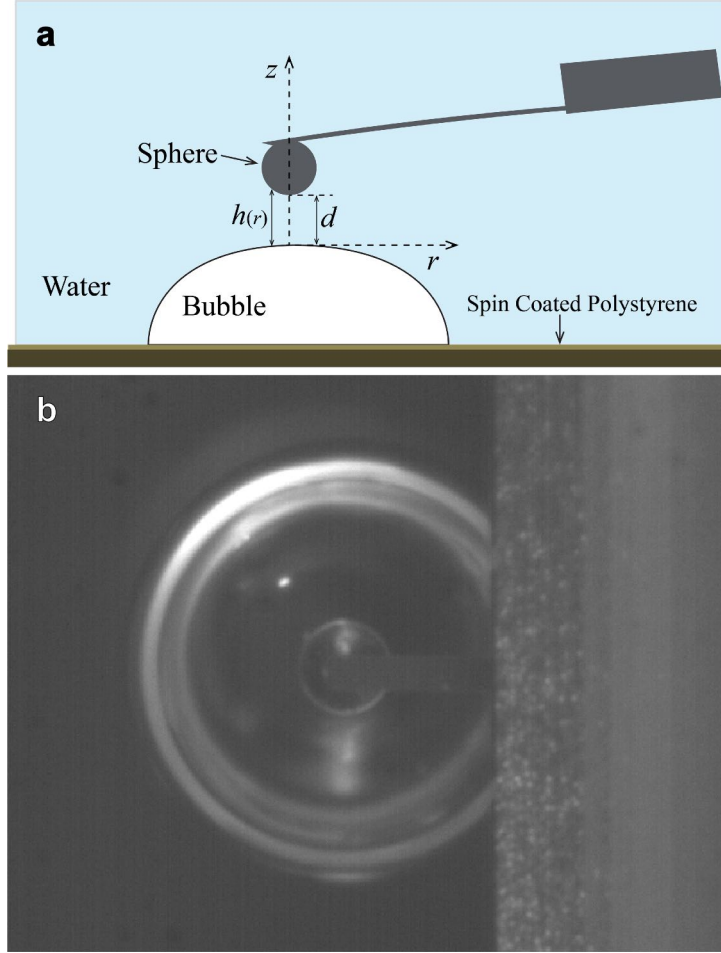 a
z
Sphere
h(r)
d
r
Water
Bubble
Spin Coated Polystyrene
b